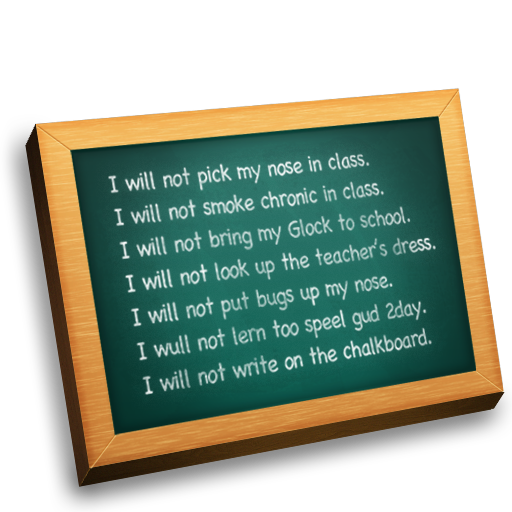 I will not pick my nose in class.
I will not smoke chronic in class.
I will not bring my Glock to school.
I will not look up the teacher's dress.
I will not put bugs up my nose.
I wull not lern too speel gud 2day.
I will not write on the chalkboard.